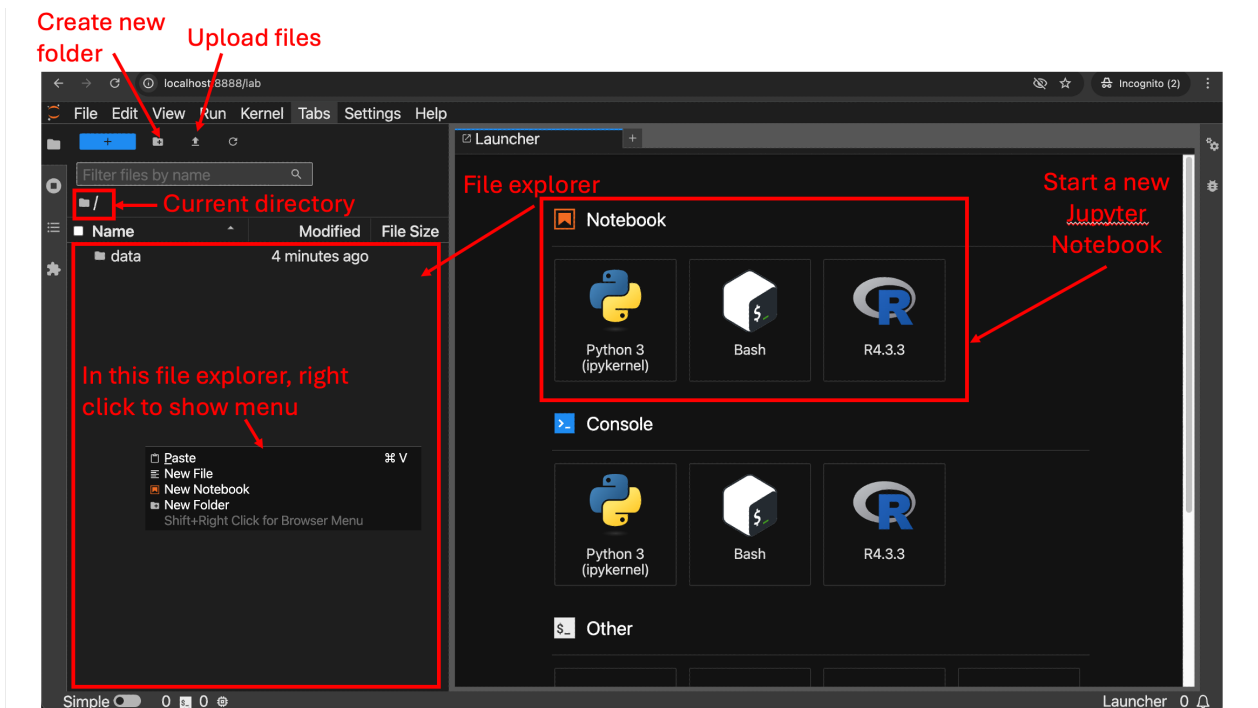 Create new
folder
Upload files
localhost:8888/lab
Incognito (2)
File Edit View Run Kernel Tabs Settings Help
+
Launcher
+
Filter files by name
/
Current directory
Name Modified File Size
data 4 minutes ago
In this file explorer, right
click to show menu
Paste ⌘ V
New File
New Notebook
New Folder
Shift+Right Click for Browser Menu
File explorer
Start a new
Jupyter
Notebook
Notebook
$_
Python 3
(ipykernel)
Bash
R
R4.3.3
Console
$_
Python 3
(ipykernel)
Bash
R
R4.3.3
$_ Other
Simple 0 $_ 0
Launcher 0